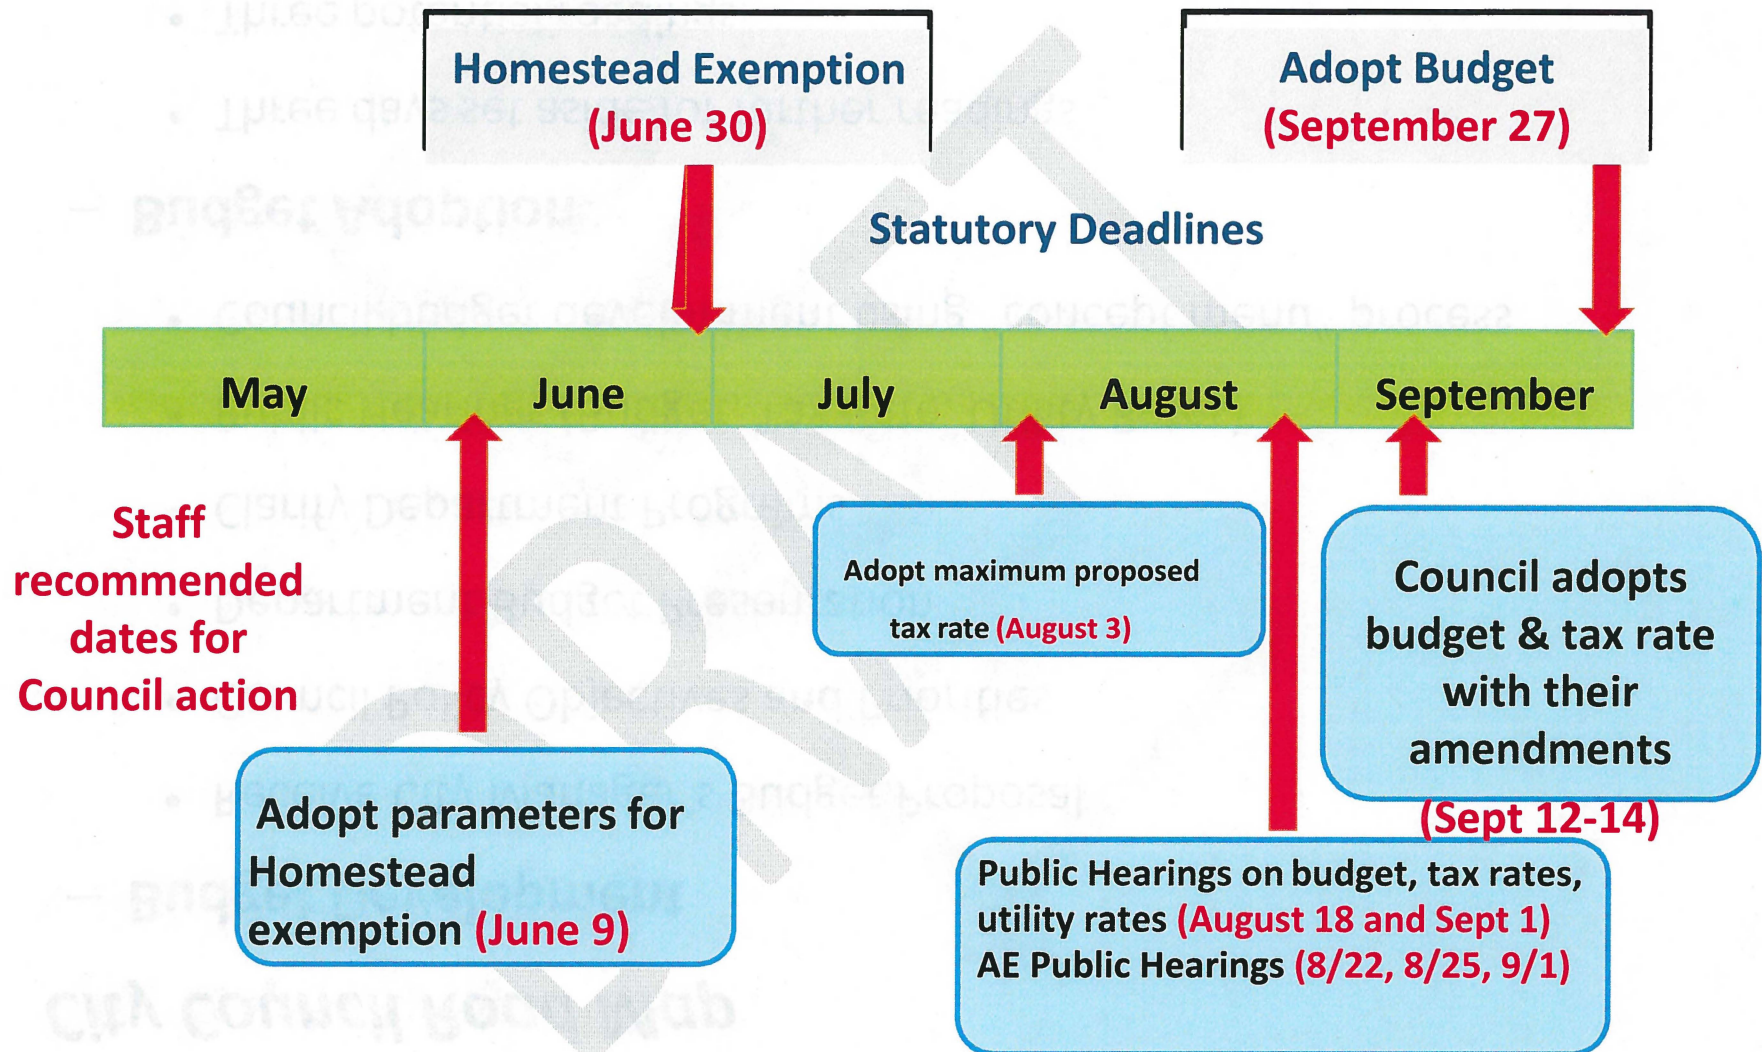 Homestead Exemption
(June 30)
Adopt Budget
(September 27)
Statutory Deadlines
May June July August September
Staff
recommended
dates for
Council action
Adopt maximum proposed
tax rate (August 3)
Council adopts
budget & tax rate
with their
amendments
(Sept 12-14)
Adopt parameters for
Homestead
exemption (June 9)
Public Hearings on budget, tax rates,
utility rates (August 18 and Sept 1)
AE Public Hearings (8/22, 8/25, 9/1)
DRAFT